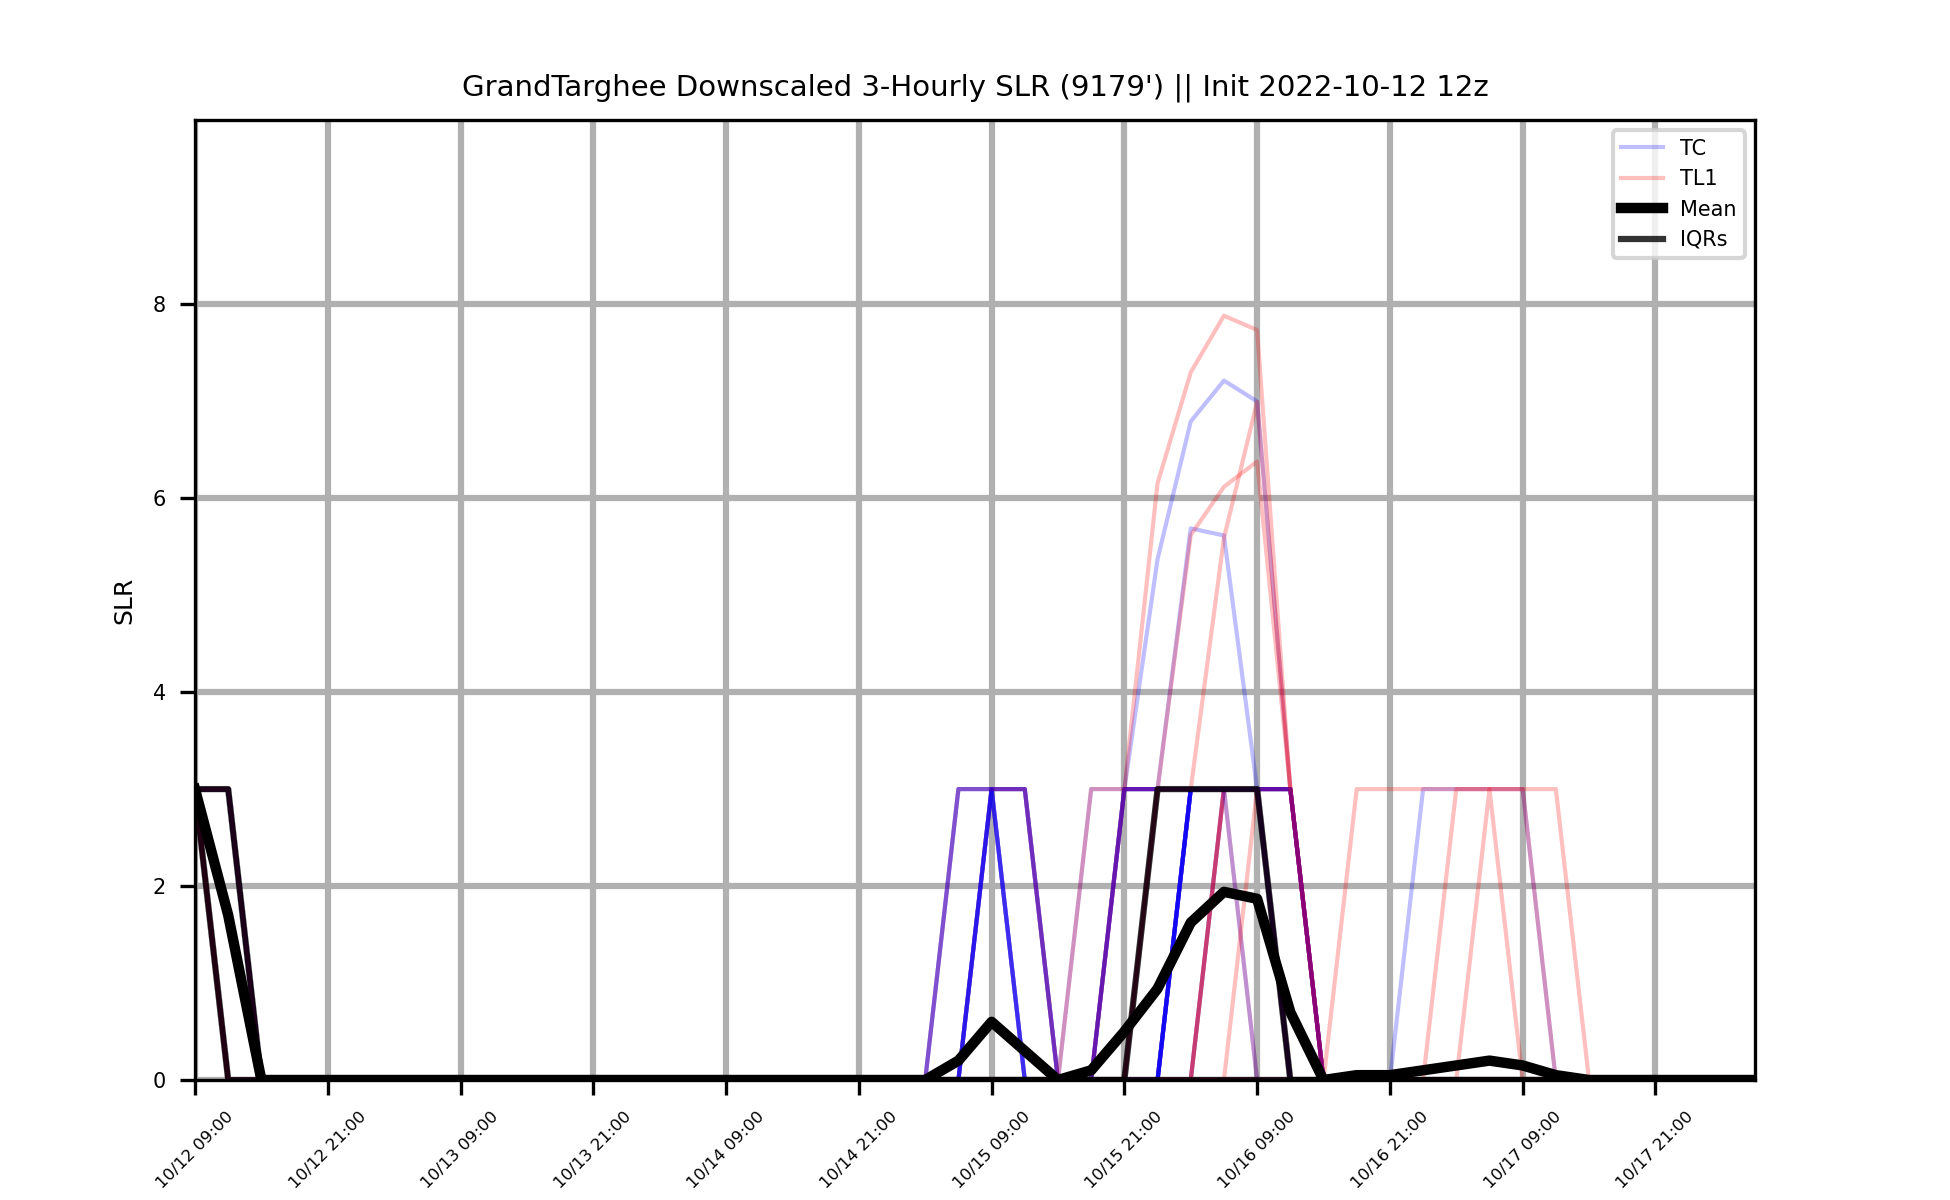 GrandTarghee Downscaled 3-Hourly SLR (9179') || Init 2022-10-12 12z
TC
TL1
Mean
IQRs
SLR
8
6
4
2
0
10/12 09:00
10/12 21:00
10/13 09:00
10/13 21:00
10/14 09:00
10/14 21:00
10/15 09:00
10/15 21:00
10/16 09:00
10/16 21:00
10/17 09:00
10/17 21:00